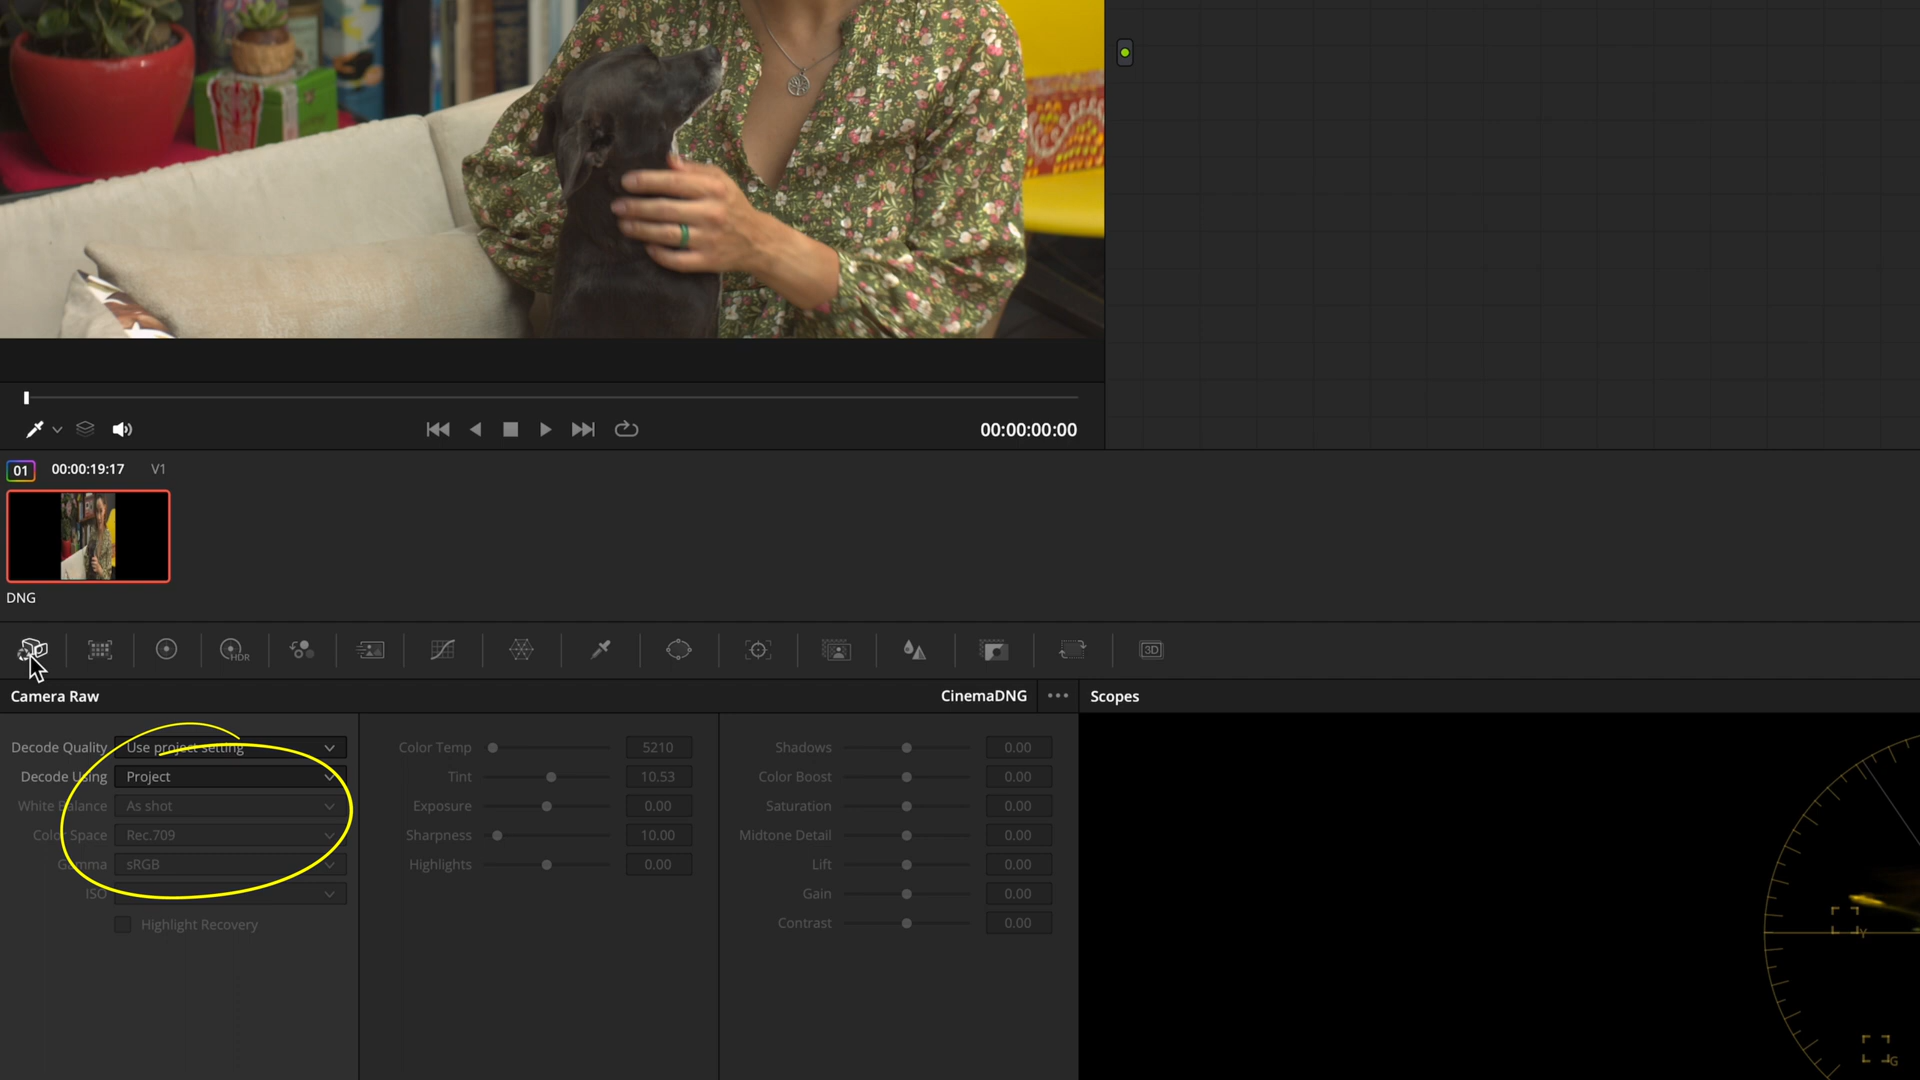 00:00:00:00
01 00:00:19:17 V1
DNG
HDR
3D
Camera Raw CinemaDNG Scopes
Decode Quality Use project setting
Decode Using Project
White Balance As shot
Color Space Rec.709
Gamma sRGB
ISO
Highlight Recovery
Color Temp 5210
Tint 10.53
Exposure 0.00
Sharpness 10.00
Highlights 0.00
Shadows 0.00
Color Boost 0.00
Saturation 0.00
Midtone Detail 0.00
Lift 0.00
Gain 0.00
Contrast 0.00
Y
G